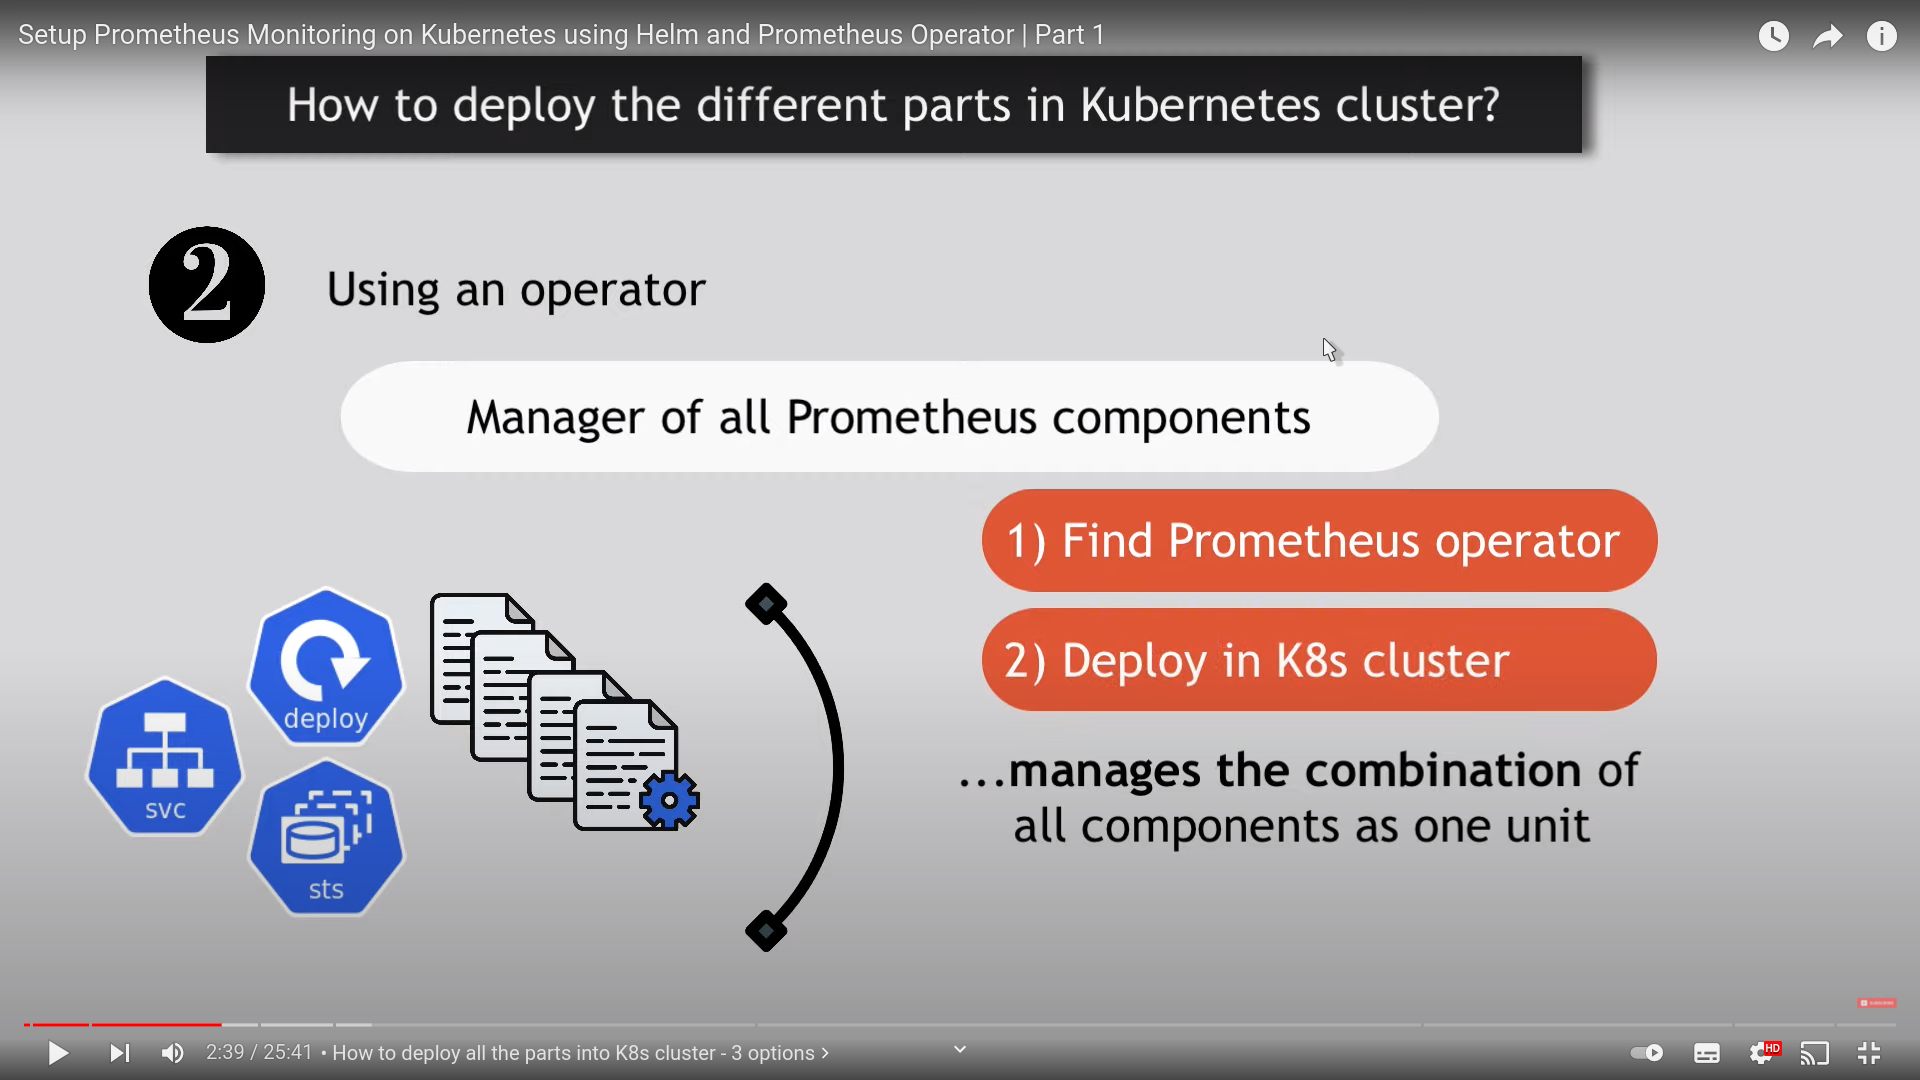 Setup Prometheus Monitoring on Kubernetes using Helm and Prometheus Operator | Part 1
How to deploy the different parts in Kubernetes cluster?
2
Using an operator
Manager of all Prometheus components
1) Find Prometheus operator
2) Deploy in K8s cluster
deploy
svc
sts
...manages the combination of
all components as one unit
SUBSCRIBE
2:39 / 25:41 • How to deploy all the parts into K8s cluster - 3 options
HD